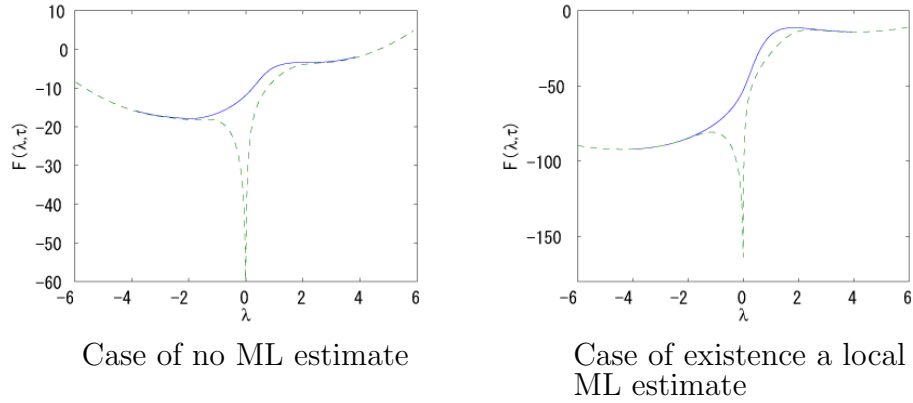 10
0
-10
-20
-30
-40
-50
-60
F(λ,τ)
-6 -4 -2 0 2 4 6
λ
Case of no ML estimate
0
-50
-100
-150
F(λ,τ)
-6 -4 -2 0 2 4 6
λ
Case of existence a local
ML estimate